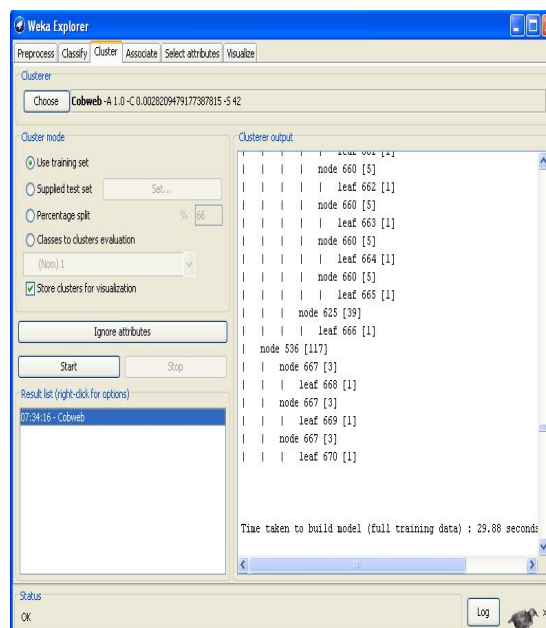 Weka Explorer
Preprocess Classify Cluster Associate Select attributes Visualize
Clusterer
Choose Cobweb -A 1.0 -C 0.0028209479177387815 -S 42
Cluster mode
Use training set
Supplied test set Set...
Percentage split % 66
Classes to clusters evaluation
(Nom) 1
Store clusters for visualization
Ignore attributes
Start Stop
Result list (right-click for options)
07:34:16 - Cobweb
Clusterer output
| | | | | leaf 661 [1]
| | | | node 660 [5]
| | | | | leaf 662 [1]
| | | | node 660 [5]
| | | | | leaf 663 [1]
| | | | node 660 [5]
| | | | | leaf 664 [1]
| | | | node 660 [5]
| | | | | leaf 665 [1]
| | | node 625 [39]
| | | | leaf 666 [1]
| node 536 [117]
| | node 667 [3]
| | | leaf 668 [1]
| | node 667 [3]
| | | leaf 669 [1]
| | node 667 [3]
| | | leaf 670 [1]
Time taken to build model (full training data) : 29.88 seconds
Status
OK
Log
x